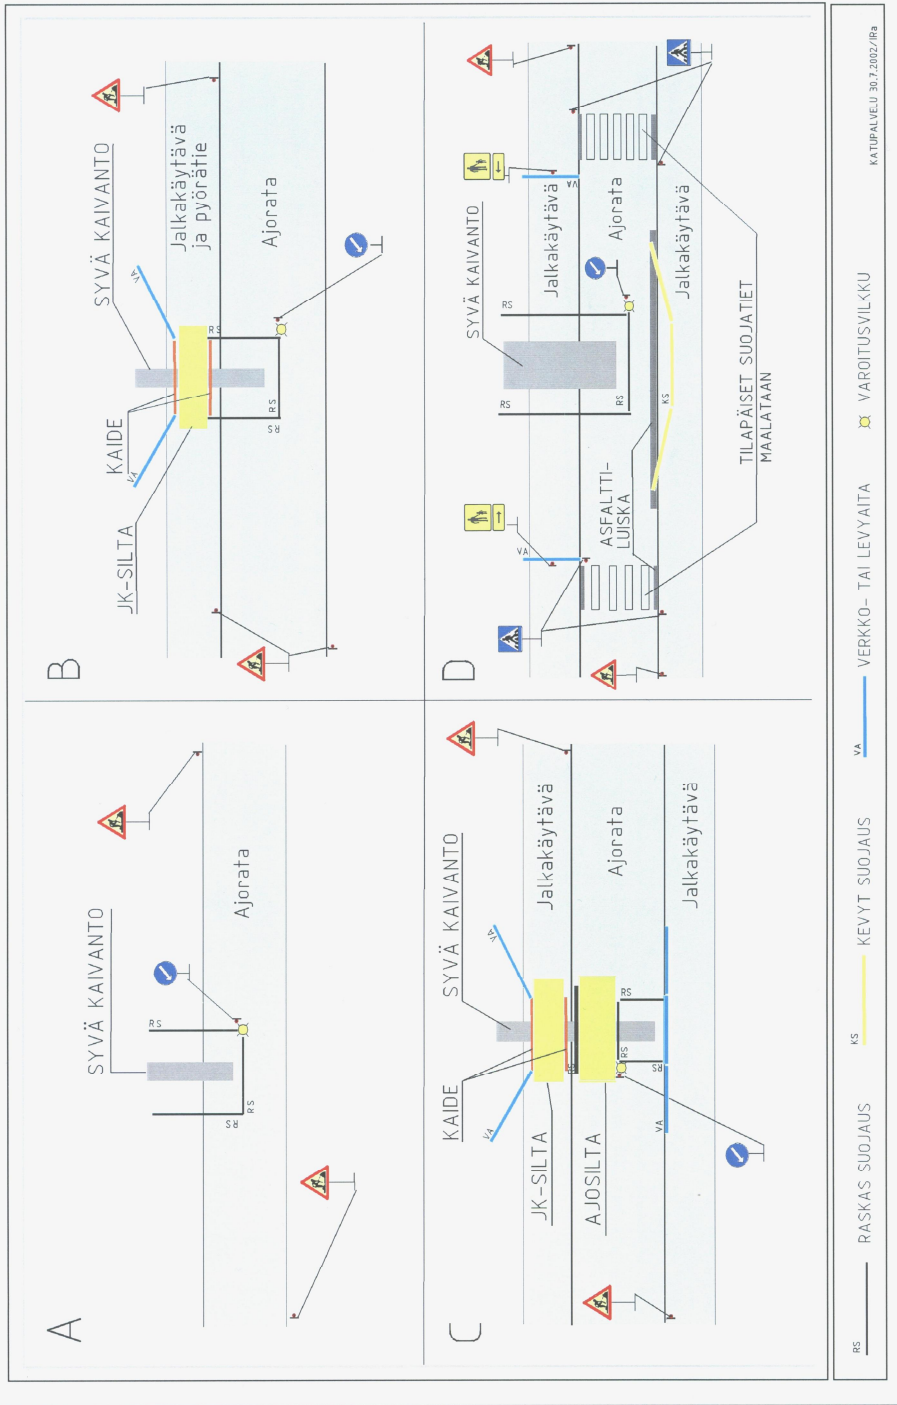 A
SYVÄ KAIVANTO
RS
RS
RS
Ajorata
B
SYVÄ KAIVANTO
KAIDE
JK-SILTA
VA
VA
RS
RS
RS
Jalkakäytävä
ja pyörätie
Ajorata
C
SYVÄ KAIVANTO
KAIDE
JK-SILTA
AJOSILTA
VA
VA
RS
RS
RS
RS
VA
Jalkakäytävä
Ajorata
Jalkakäytävä
D
SYVÄ KAIVANTO
RS
RS
RS
VA
VA
KS
ASFALTTI-
LUISKA
Jalkakäytävä
Ajorata
Jalkakäytävä
TILAPÄISET SUOJATIET
MAALATAAN
RS
RASKAS SUOJAUS
KS
KEVYT SUOJAUS
VA
VERKKO- TAI LEVYAITA
VAROITUSVILKKU
KATUPALVELU 30.7.2002/IRa